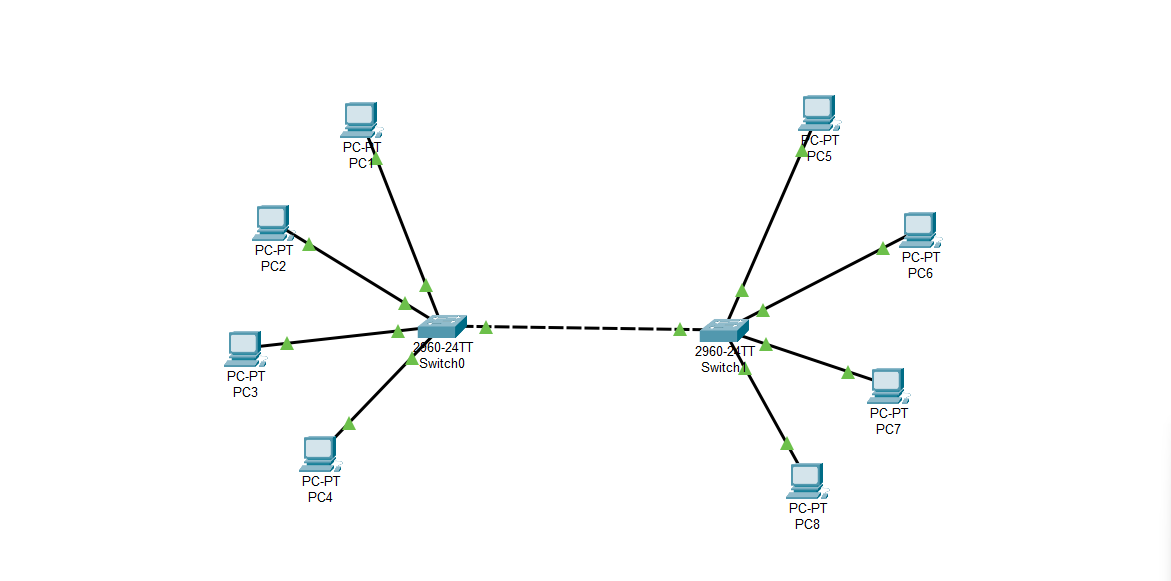 PC-PT
PC1
PC-PT
PC2
PC-PT
PC3
PC-PT
PC4
2960-24TT
Switch0
2960-24TT
Switch1
PC-PT
PC5
PC-PT
PC6
PC-PT
PC7
PC-PT
PC8